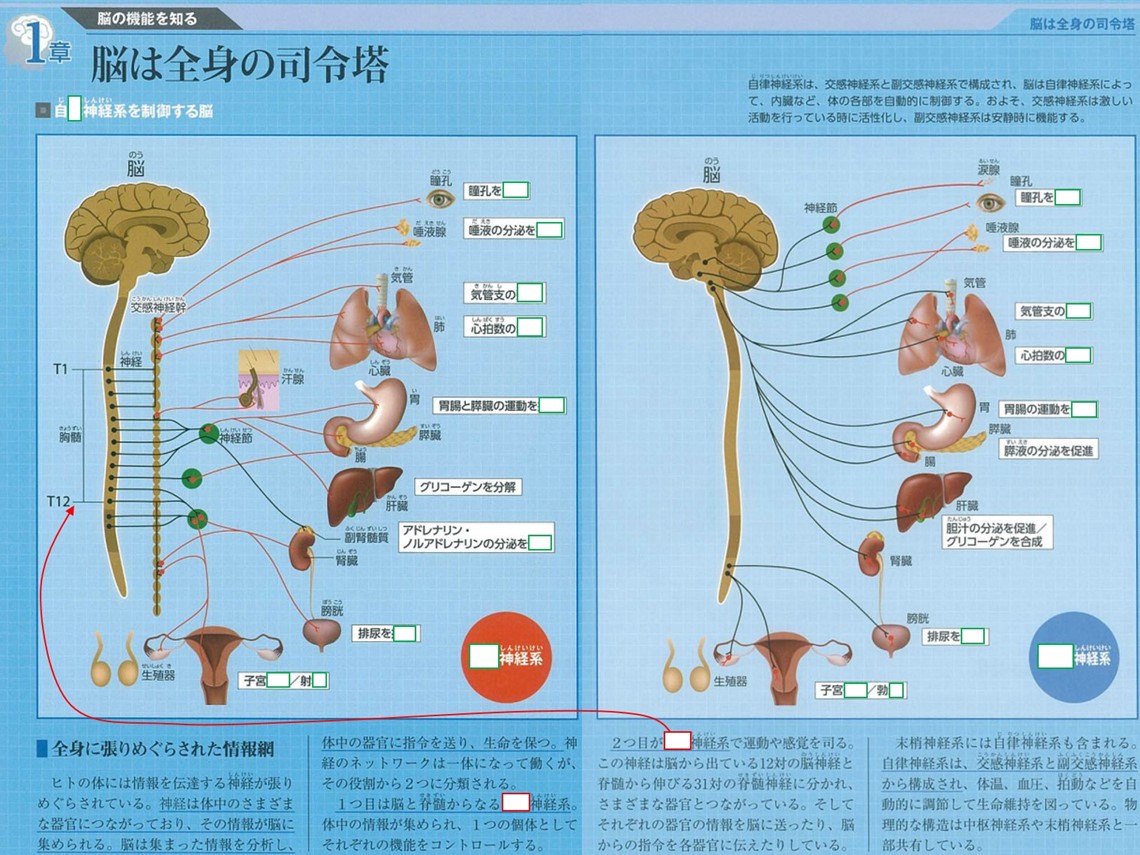 脳の機能を知る
1章
脳は全身の司令塔
脳は全身の司令塔
自 神経系を制御する脳
自律神経系は、交感神経系と副交感神経系で構成され、脳は自律神経系によっ
て、内臓など、体の各部を自動的に制御する。およそ、交感神経系は激しい
活動を行っている時に活性化し、副交感神経系は安静時に機能する。
脳
瞳孔
瞳孔を
唾液腺
唾液の分泌を
交感神経幹
気管
気管支の
肺
心拍数の
心臓
T1
神経
汗腺
胃
胃腸と膵臓の運動を
胸髄
神経節
膵臓
腸
グリコーゲンを分解
T12
肝臓
副腎髄質
アドレナリン・
ノルアドレナリンの分泌を
腎臓
膀胱
排尿を
神経系
生殖器
子宮 /射
脳
涙腺
瞳孔
瞳孔を
神経節
唾液腺
唾液の分泌を
気管
気管支の
肺
心拍数の
心臓
胃
胃腸の運動を
膵臓
膵液の分泌を促進
腸
肝臓
胆汁の分泌を促進/
グリコーゲンを合成
腎臓
膀胱
排尿を
神経系
生殖器
子宮 /勃
全身に張りめぐらされた情報網
ヒトの体には情報を伝達する神経が張り
めぐらされている。神経は体中のさまざま
な器官につながっており、その情報が脳に
集められる。脳は集まった情報を分析し、
体中の器官に指令を送り、生命を保つ。神
経のネットワークは一体になって働くが、
その役割から2つに分類される。
1つ目は脳と脊髄からなる 神経系。
体中の情報が集められ、1つの個体として
それぞれの機能をコントロールする。
2つ目が 神経系で運動や感覚を司る。
この神経は脳から出ている12対の脳神経と
脊髄から伸びる31対の脊髄神経に分かれ、
さまざまな器官とつながっている。そして
それぞれの器官の情報を脳に送ったり、脳
からの指令を各器官に伝えたりしている。
末梢神経系には自律神経系も含まれる。
自律神経系は、交感神経系と副交感神経系
から構成され、体温、血圧、拍動などを自
動的に調節して生命維持を図っている。物
理的な構造は中枢神経系や末梢神経系と一
部共有している。